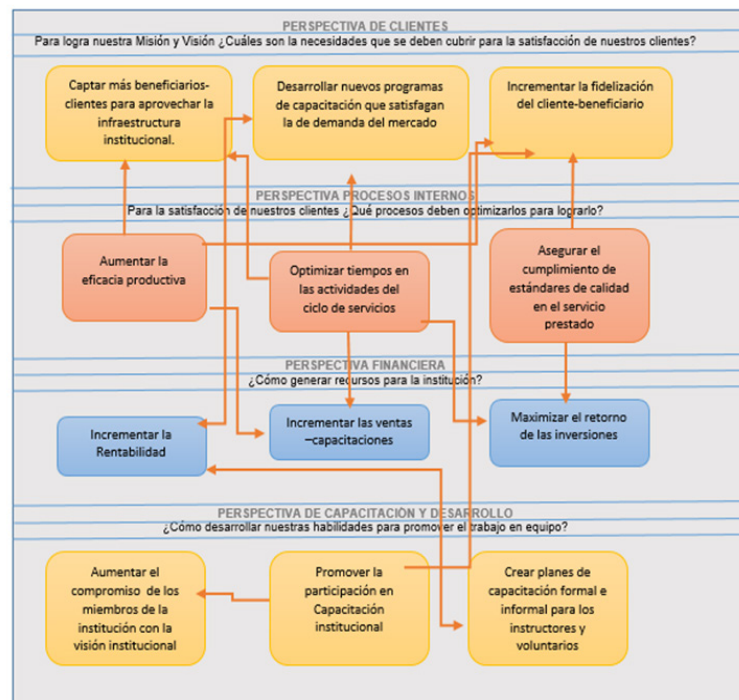 PERSPECTIVA DE CLIENTES
Para logra nuestra Misión y Visión ¿Cuáles son la necesidades que se deben cubrir para la satisfacción de nuestros clientes?
Captar más beneficiarios-
clientes para aprovechar la
infraestructura
institucional.
Desarrollar nuevos programas
de capacitación que satisfagan
la de demanda del mercado
Incrementar la fidelización
del cliente-beneficiario
PERSPECTIVA PROCESOS INTERNOS
Para la satisfacción de nuestros clientes ¿Qué procesos deben optimizarlos para lograrlo?
Aumentar la
eficacia productiva
Optimizar tiempos en
las actividades del
ciclo de servicios
Asegurar el
cumplimiento de
estándares de calidad
en el servicio
prestado
PERSPECTIVA FINANCIERA
¿Cómo generar recursos para la institución?
Incrementar la
Rentabilidad
Incrementar las ventas
–capacitaciones
Maximizar el retorno
de las inversiones
PERSPECTIVA DE CAPACITACIÒN Y DESARROLLO
¿Cómo desarrollar nuestras habilidades para promover el trabajo en equipo?
Aumentar el
compromiso de los
miembros de la
institución con la
visión institucional
Promover la
participación en
Capacitación
institucional
Crear planes de
capacitación formal e
informal para los
instructores y
voluntarios